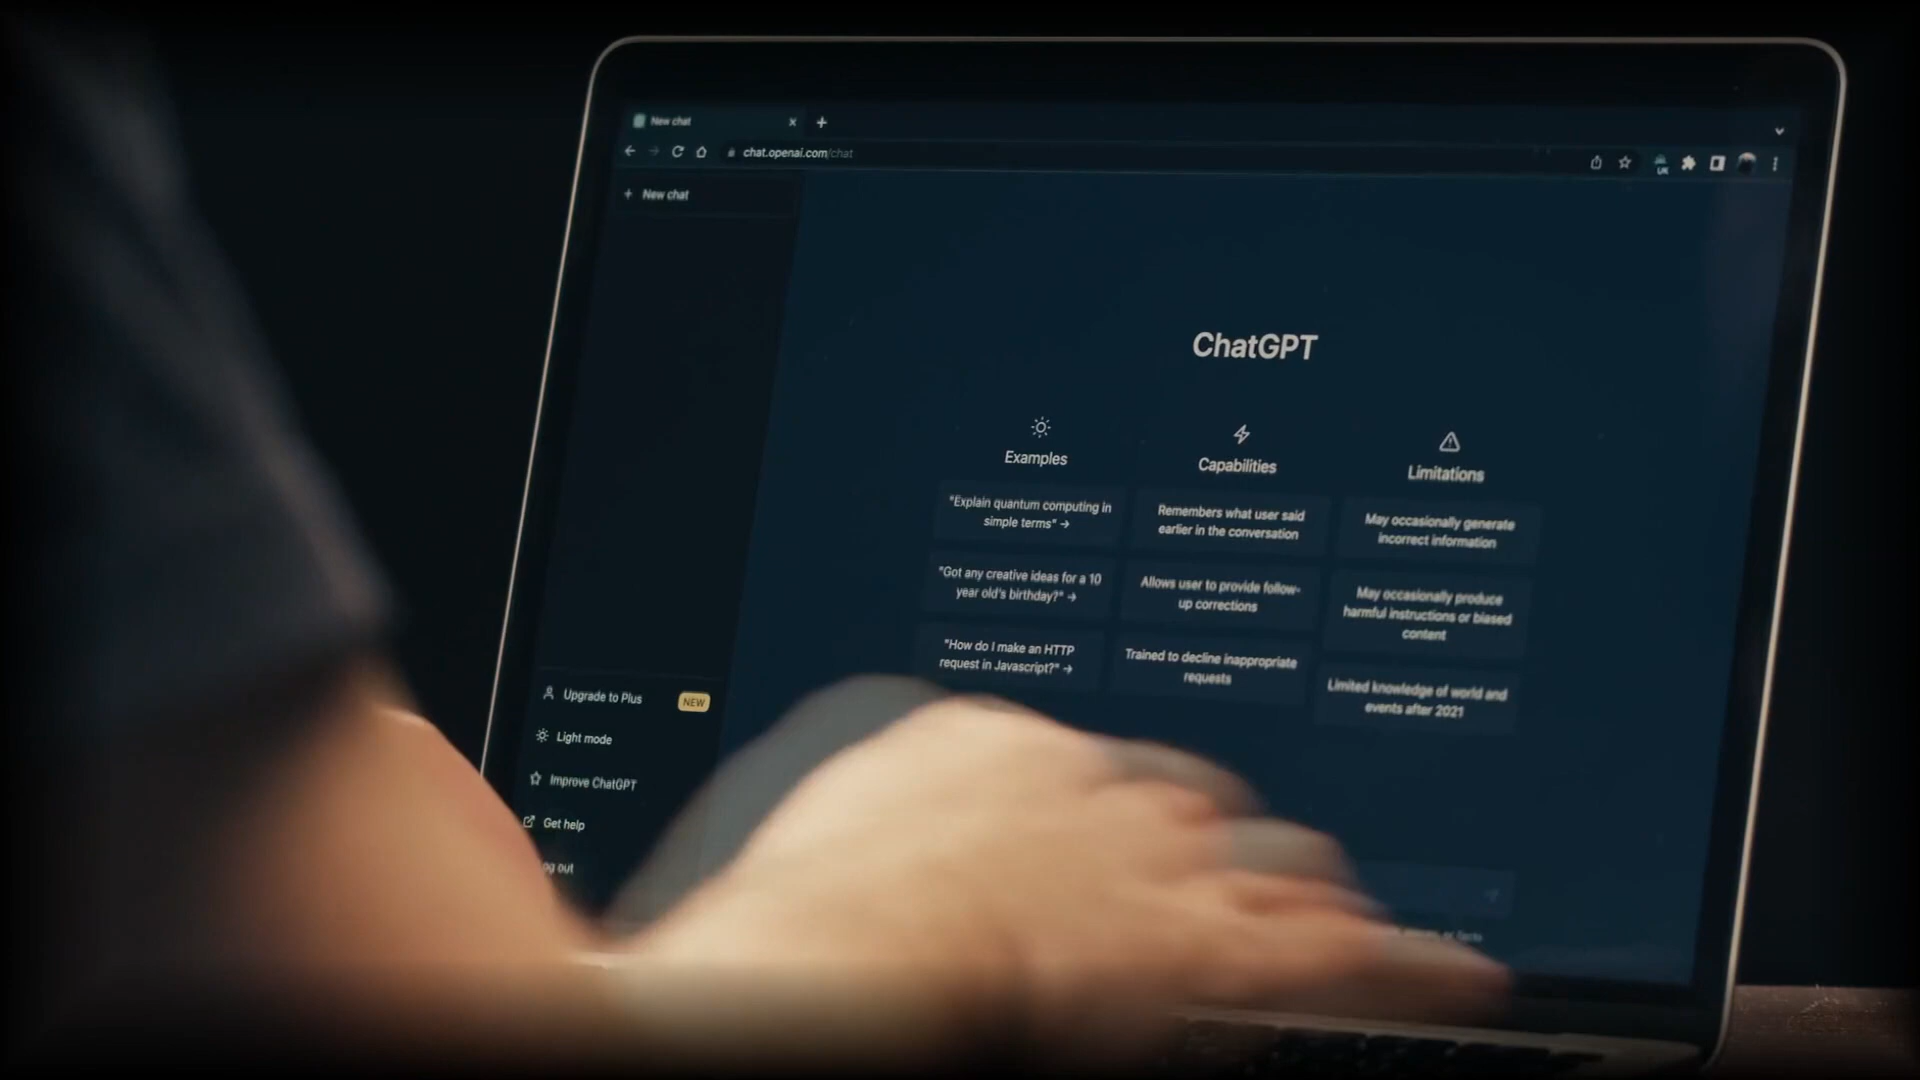 New chat
chat.openai.com/chat
UK
New chat
ChatGPT
Examples
"Explain quantum computing in
simple terms" →
"Got any creative ideas for a 10
year old's birthday?" →
"How do I make an HTTP
request in Javascript?" →
Capabilities
Remembers what user said
earlier in the conversation
Allows user to provide follow-
up corrections
Trained to decline inappropriate
requests
Limitations
May occasionally generate
incorrect information
May occasionally produce
harmful instructions or biased
content
Limited knowledge of world and
events after 2021
Upgrade to Plus NEW
Light mode
Improve ChatGPT
Get help
og out